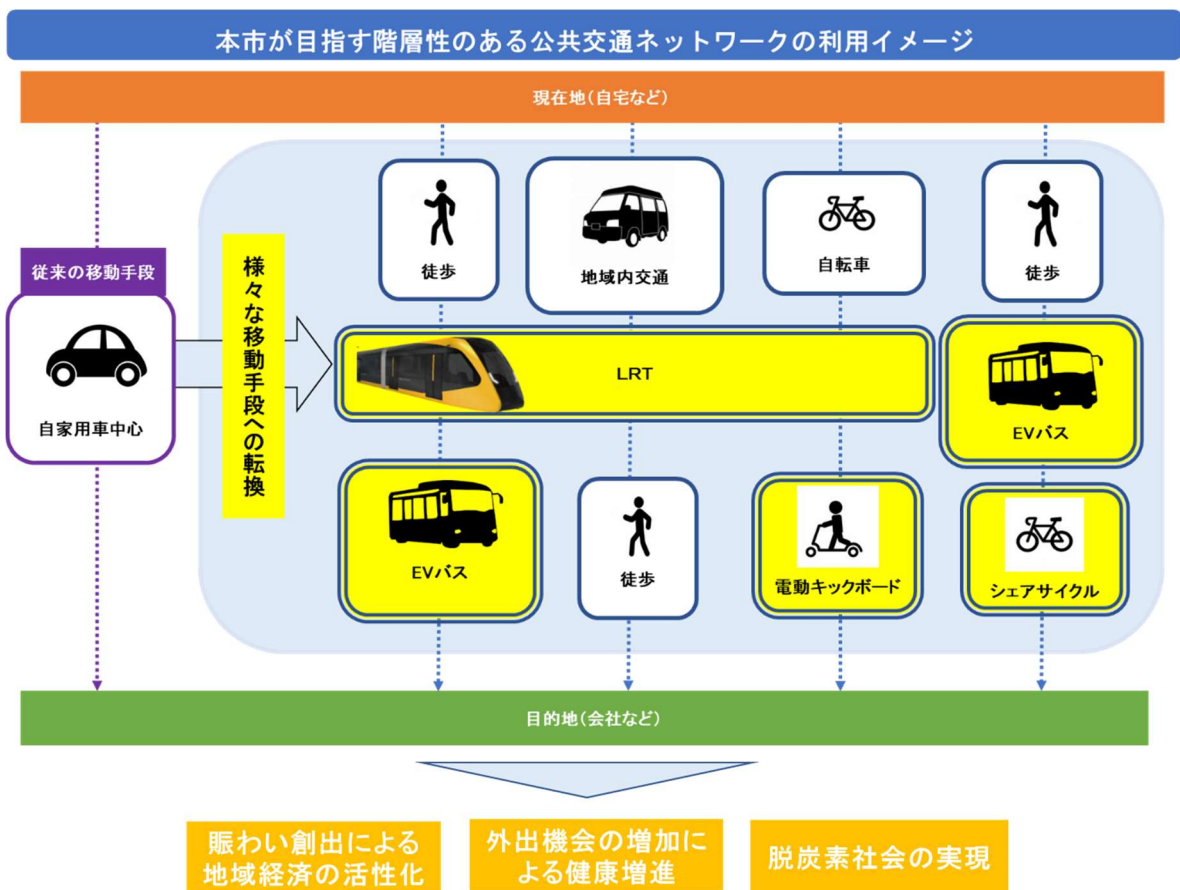 本市が目指す階層性のある公共交通ネットワークの利用イメージ
現在地(自宅など)
従来の移動手段
自家用車中心
様々な移動手段への転換
徒歩
地域内交通
自転車
徒歩
LRT
EVバス
EVバス
徒歩
電動キックボード
シェアサイクル
目的地(会社など)
賑わい創出による
地域経済の活性化
外出機会の増加に
よる健康増進
脱炭素社会の実現